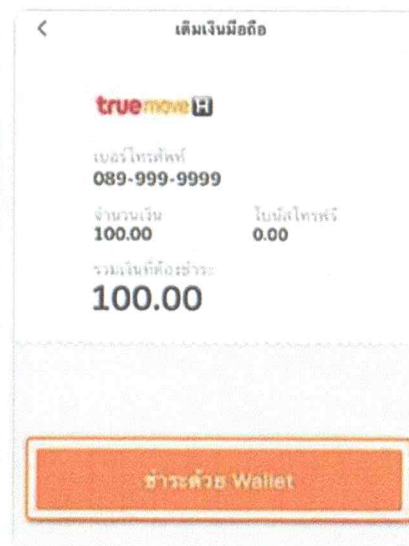 เติมเงินมือถือ
truemove H
เบอร์โทรศัพท์
089-999-9999
จำนวนเงิน โบนัสโทรฟรี
100.00 0.00
รวมเงินที่ต้องชำระ
100.00
ชำระด้วย Wallet